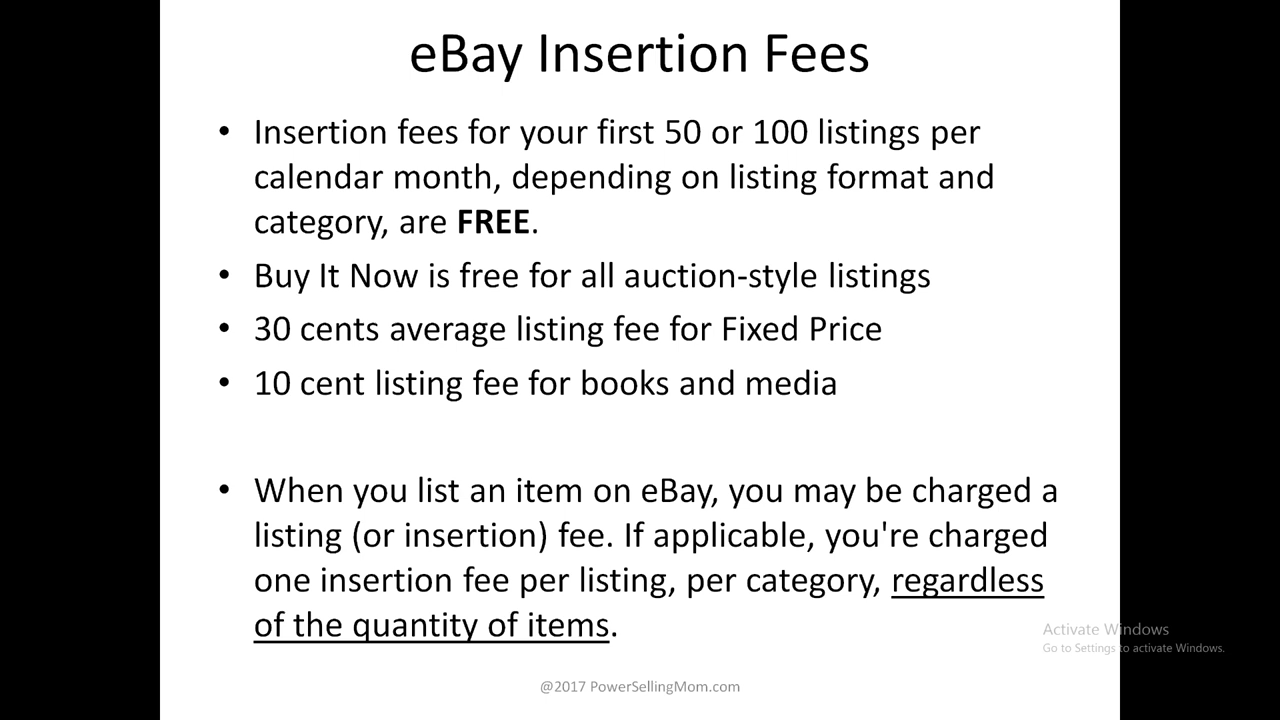 eBay Insertion Fees
• Insertion fees for your first 50 or 100 listings per
calendar month, depending on listing format and
category, are FREE.
• Buy It Now is free for all auction-style listings
• 30 cents average listing fee for Fixed Price
• 10 cent listing fee for books and media
• When you list an item on eBay, you may be charged a
listing (or insertion) fee. If applicable, you're charged
one insertion fee per listing, per category, regardless
of the quantity of items.
Activate Windows
Go to Settings to activate Windows.
@2017 PowerSellingMom.com